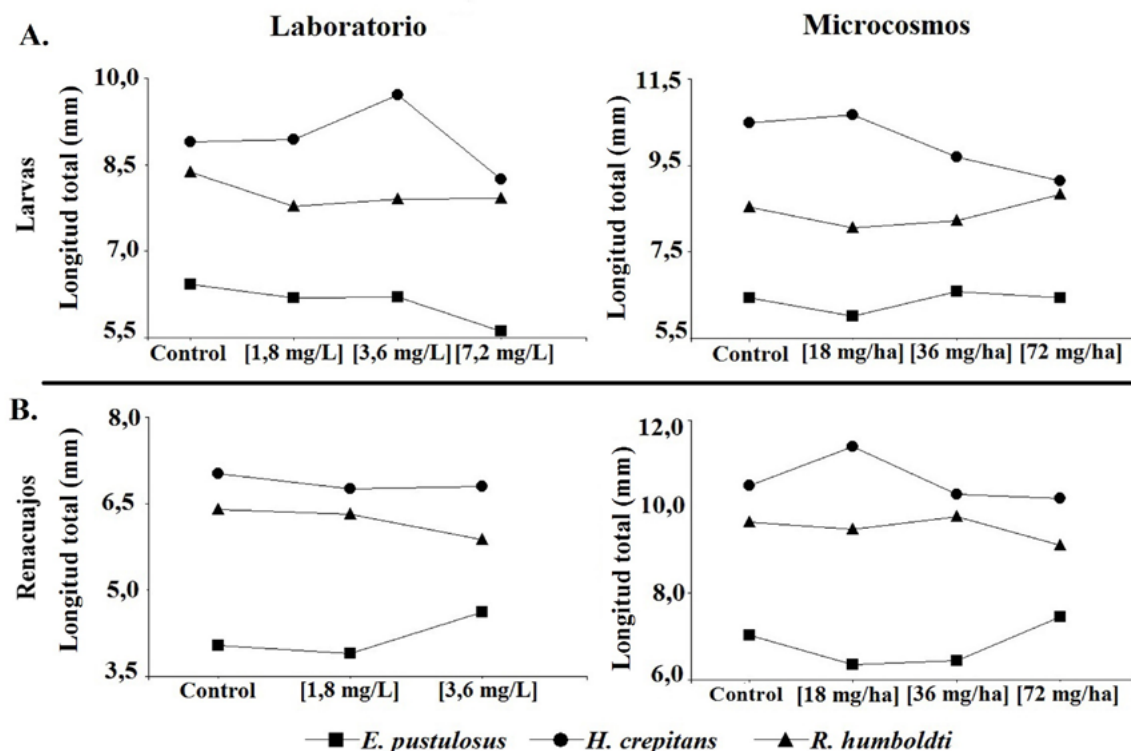 Laboratorio
Microcosmos
A.
Larvas
Longitud total (mm)
10,0
8,5
7,0
5,5
Control [1,8 mg/L] [3,6 mg/L] [7,2 mg/L]
Longitud total (mm)
11,5
9,5
7,5
5,5
Control [18 mg/ha] [36 mg/ha] [72 mg/ha]
B.
Renacuajos
Longitud total (mm)
8,0
6,5
5,0
3,5
Control [1,8 mg/L] [3,6 mg/L]
Longitud total (mm)
12,0
10,0
8,0
6,0
Control [18 mg/ha] [36 mg/ha] [72 mg/ha]
E. pustulosus H. crepitans R. humboldti